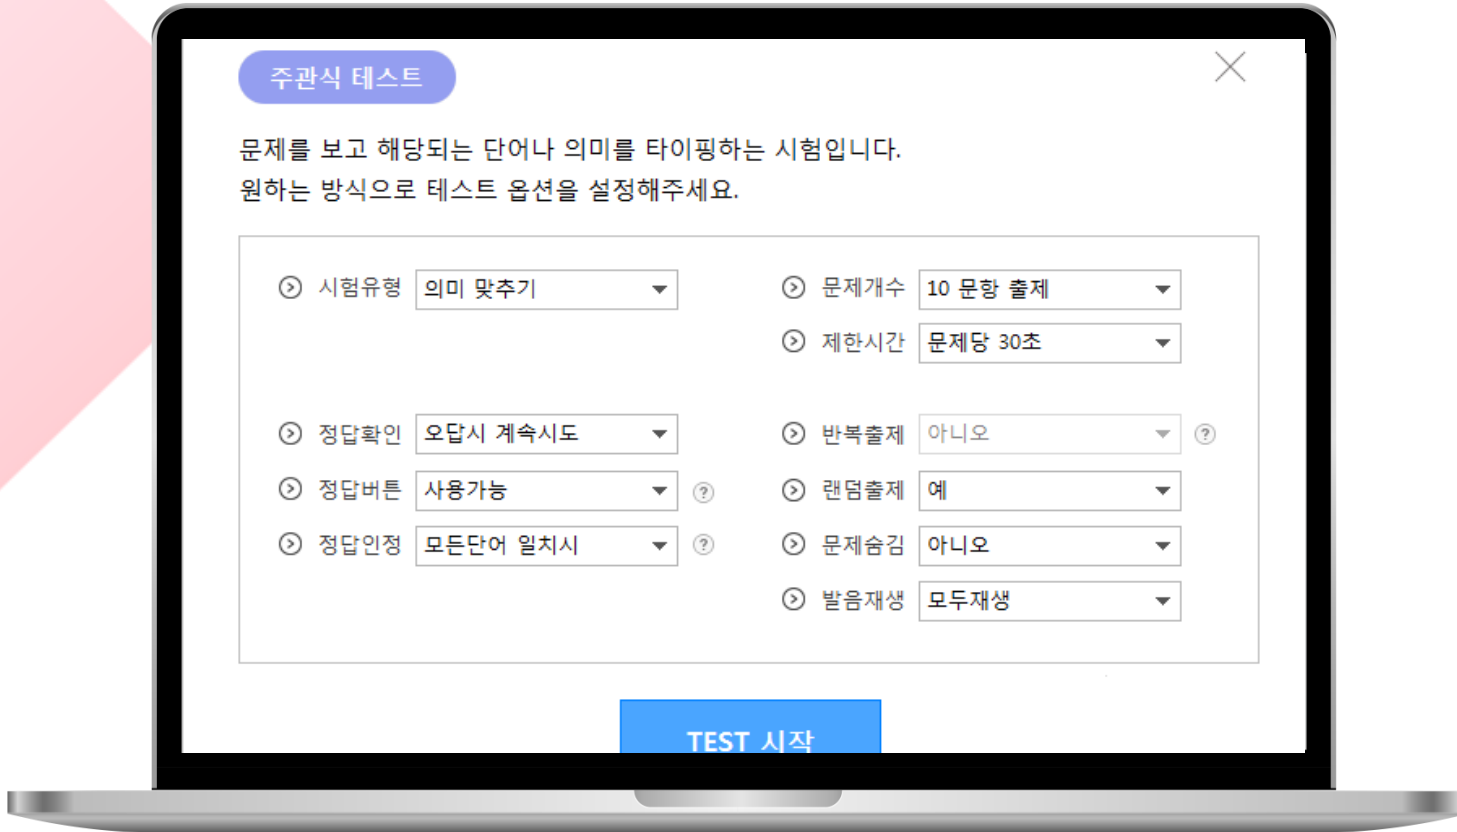 주관식 테스트
문제를 보고 해당되는 단어나 의미를 타이핑하는 시험입니다.
원하는 방식으로 테스트 옵션을 설정해주세요.
시험유형 의미 맞추기
문제개수 10 문항 출제
제한시간 문제당 30초
정답확인 오답시 계속시도
반복출제 아니오 ?
정답버튼 사용가능 ?
랜덤출제 예
정답인정 모든단어 일치시 ?
문제숨김 아니오
발음재생 모두재생
TEST 시작